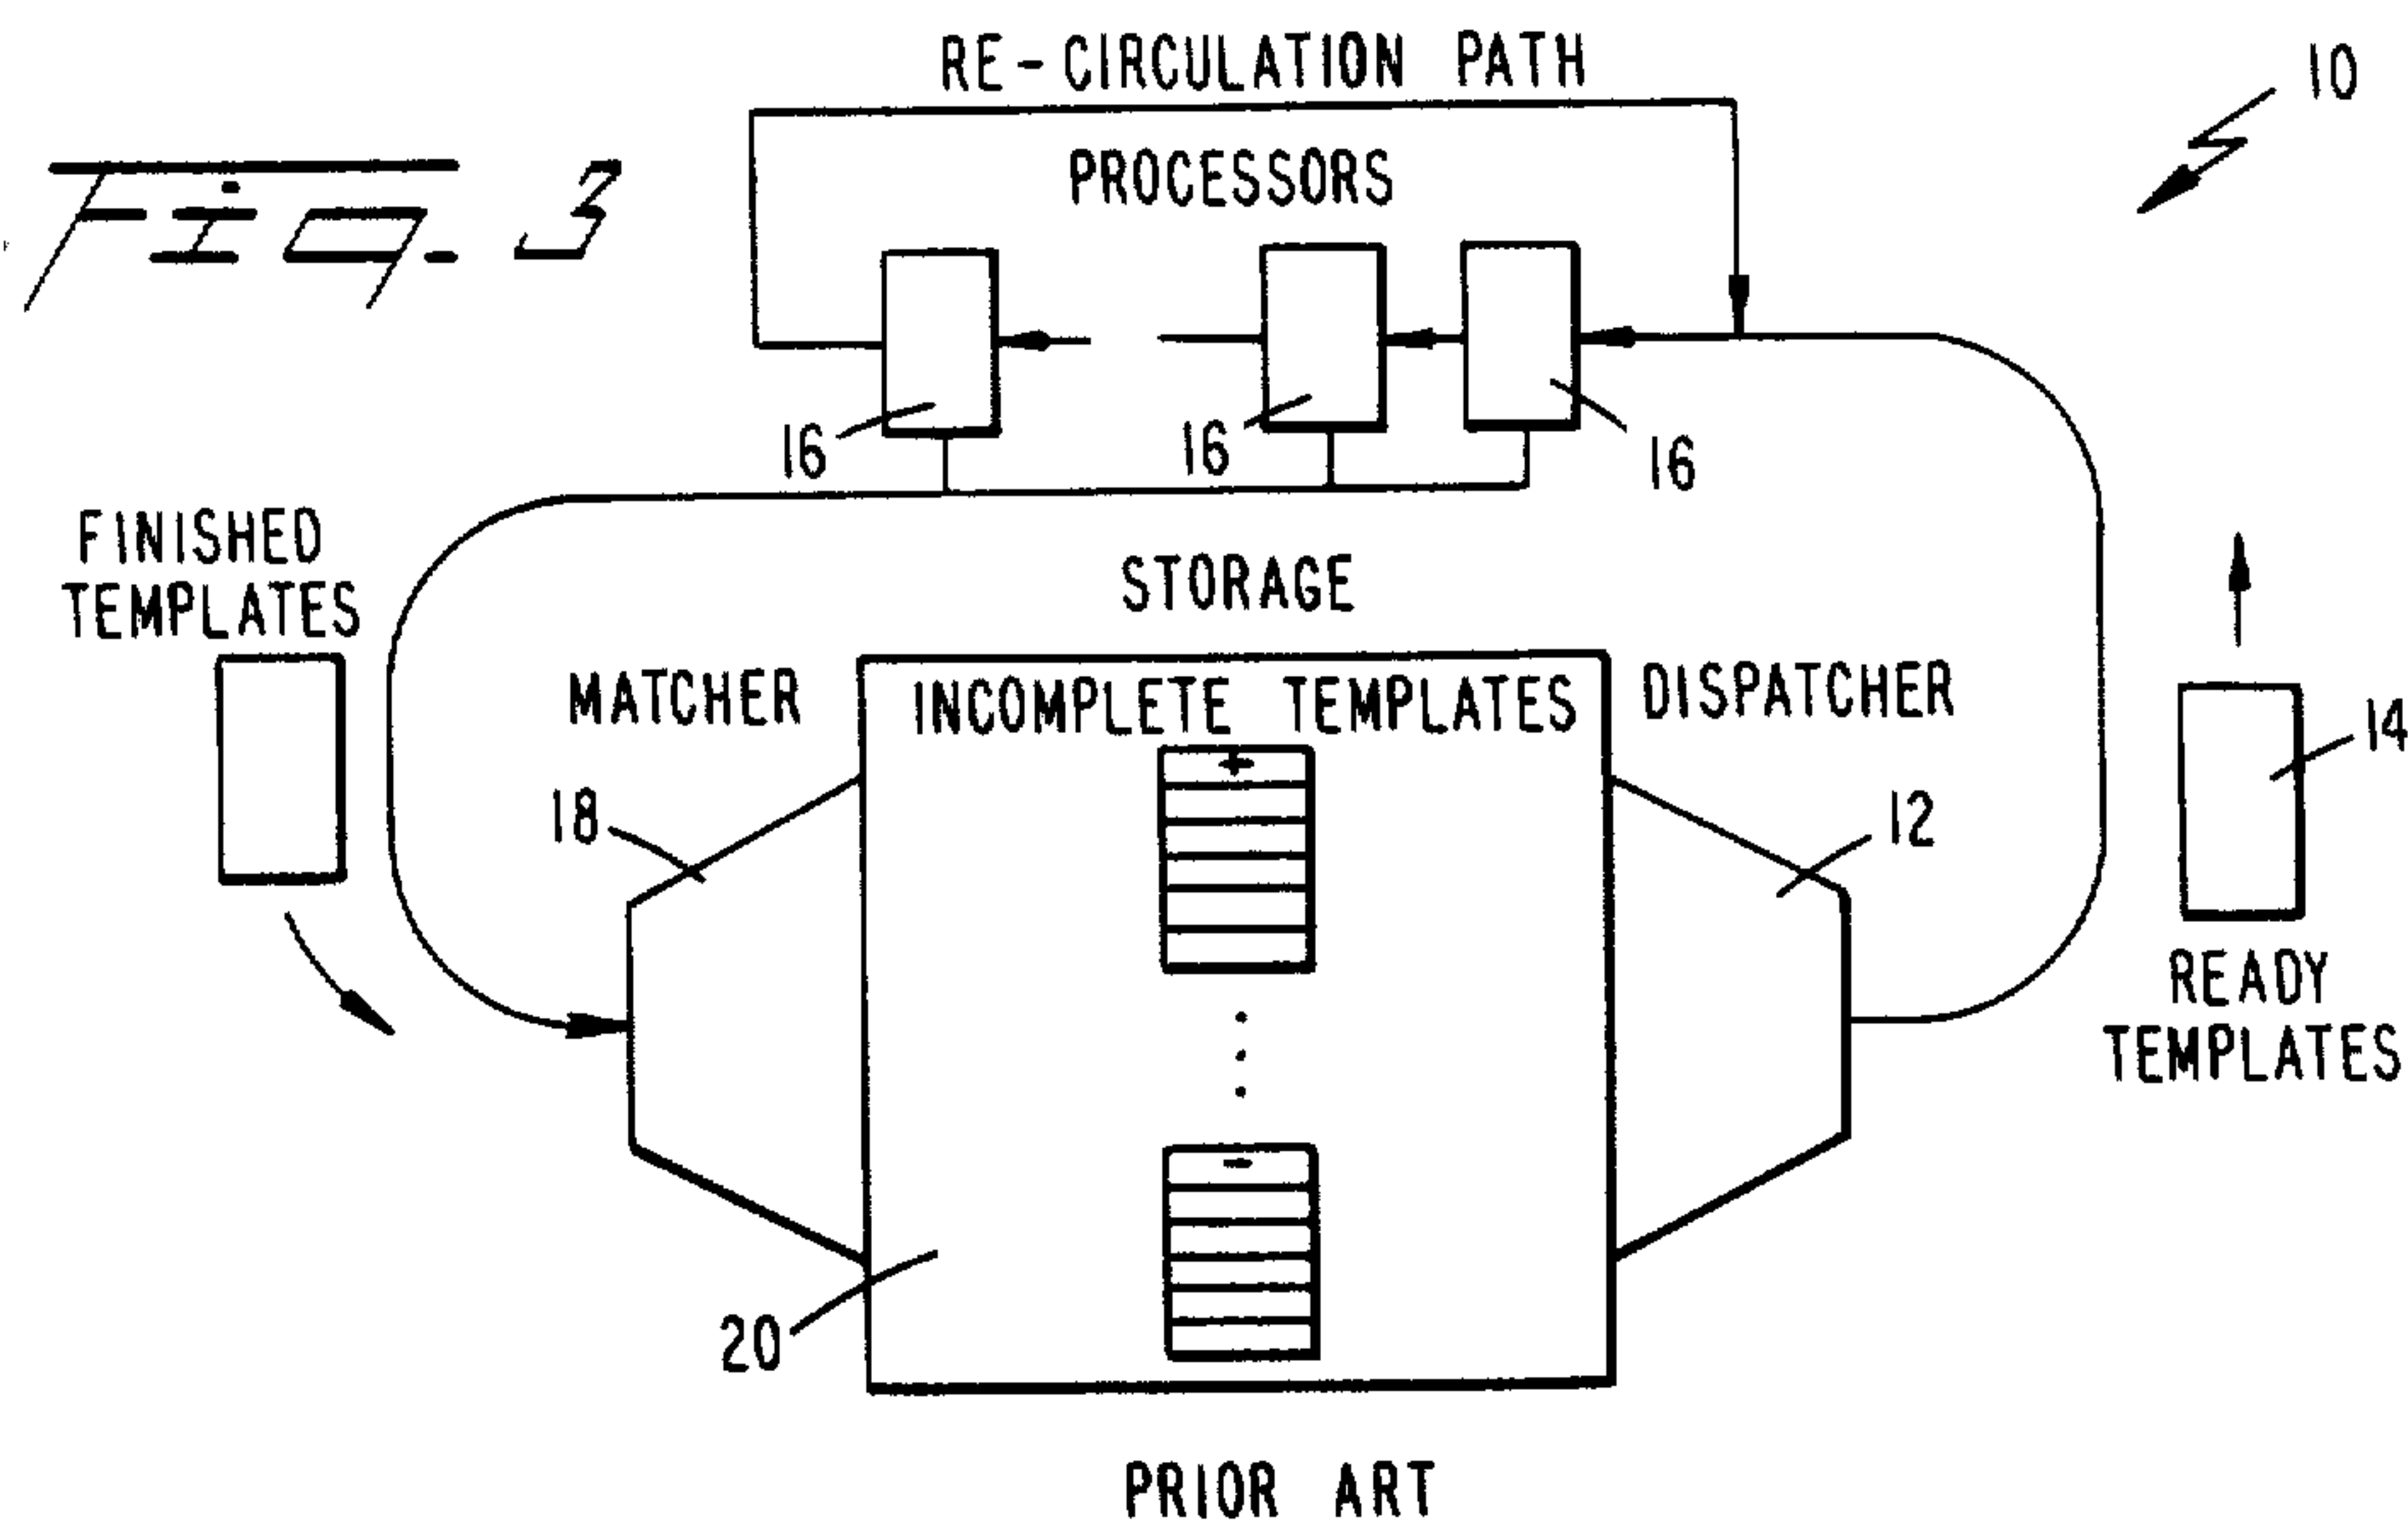 RE-CIRCULATION PATH
10
Fig. 3
PROCESSORS
16
16
16
FINISHED
TEMPLATES
STORAGE
MATCHER
INCOMPLETE TEMPLATES
DISPATCHER
14
+
18
12
READY
TEMPLATES
-
20
PRIOR ART